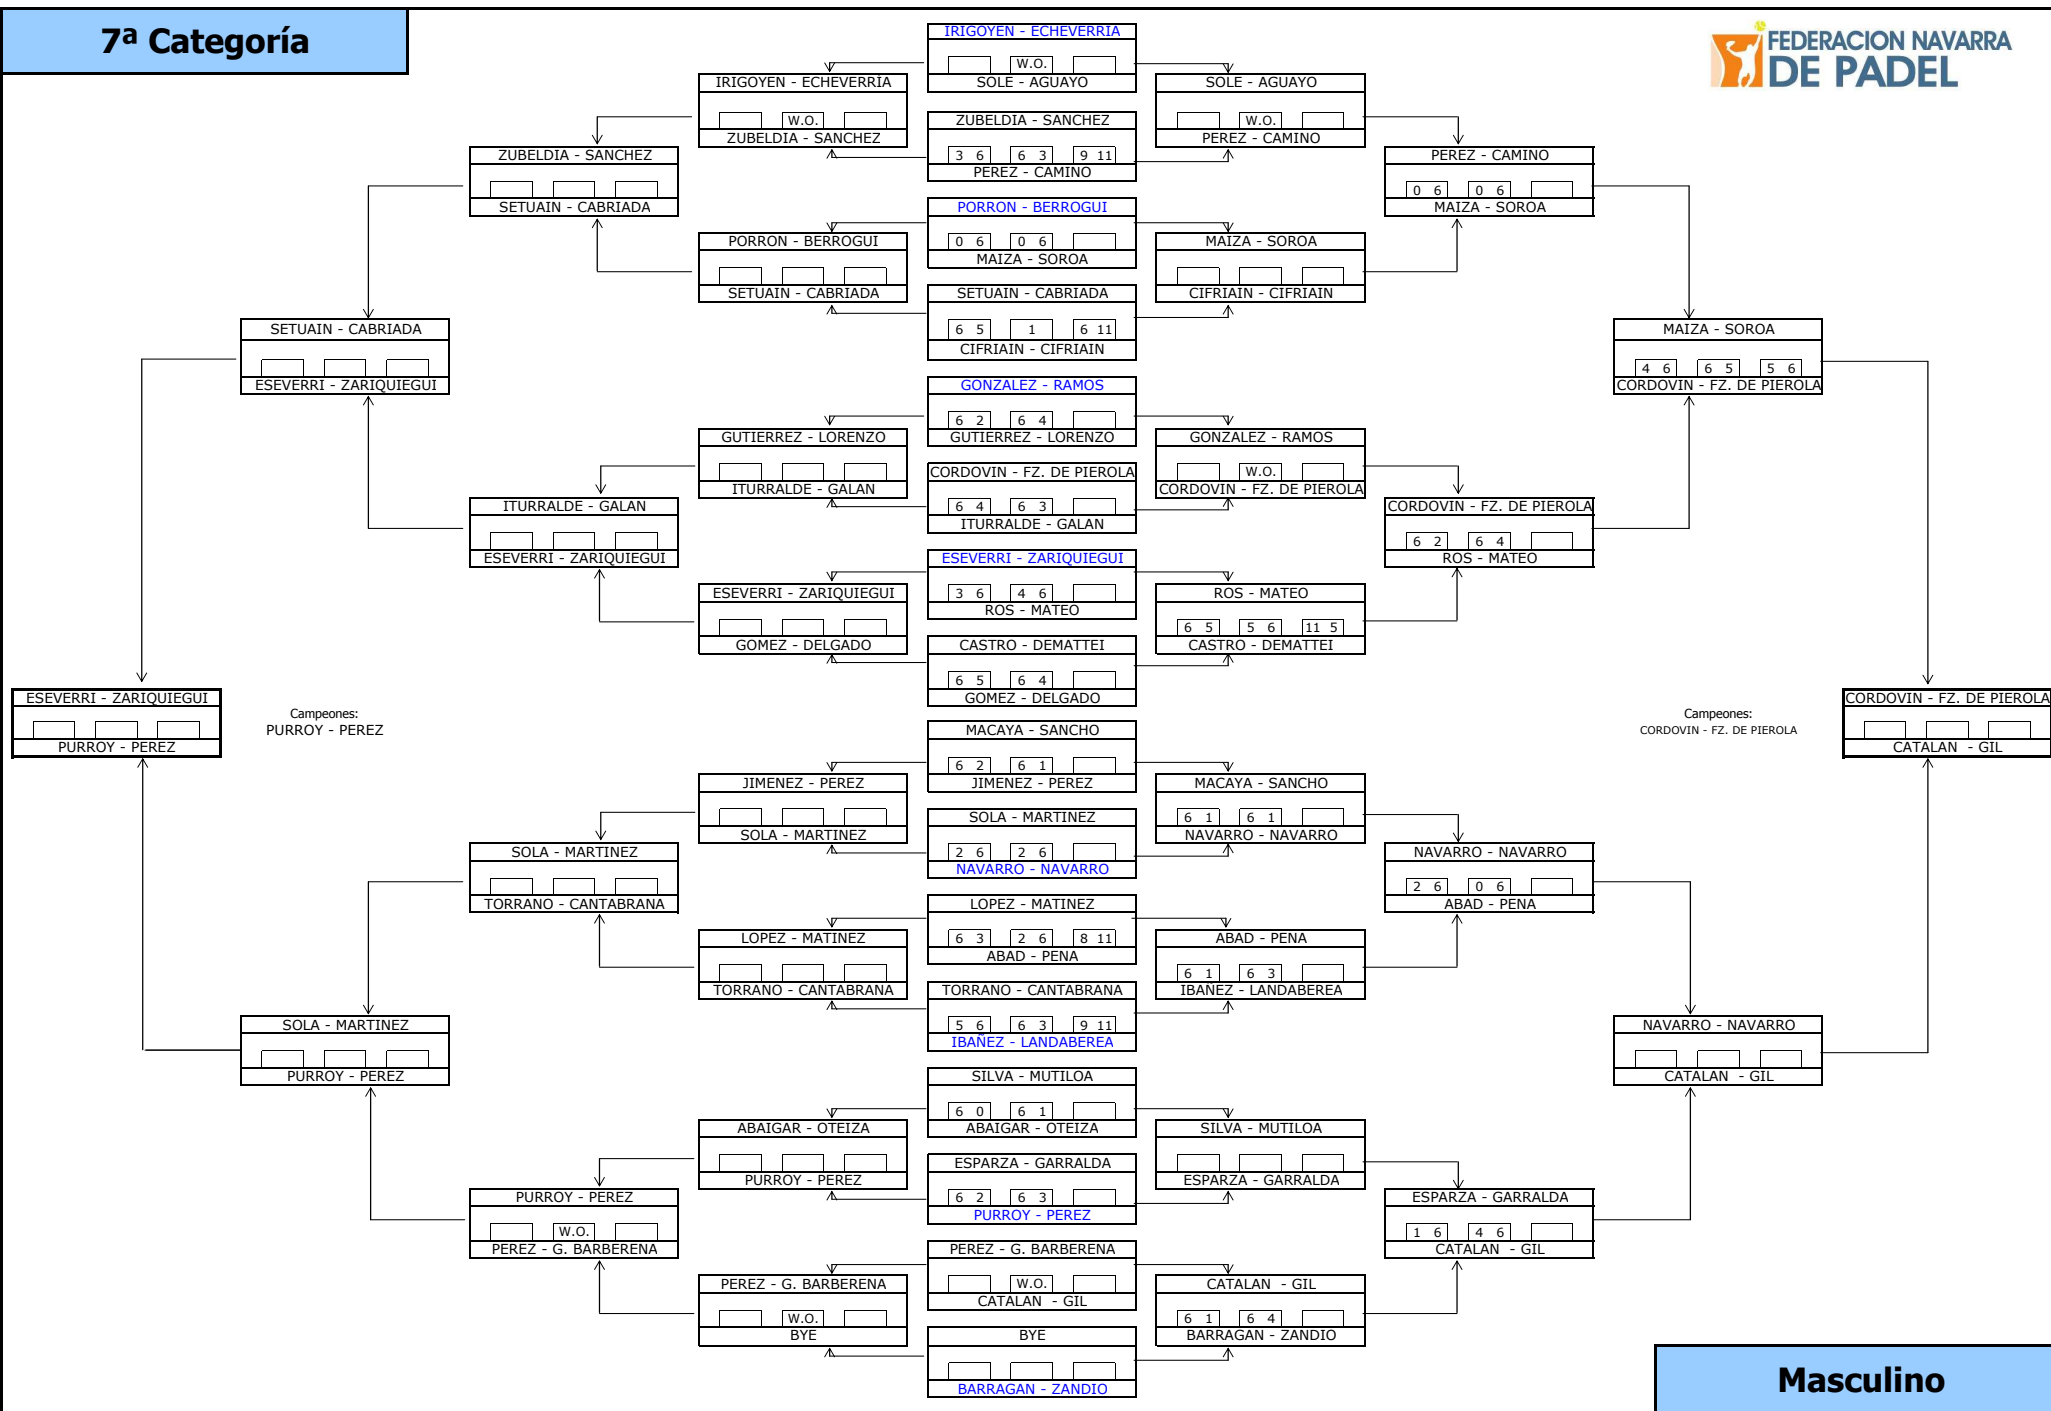 7ª Categoría
FEDERACION NAVARRA
DE PADEL
ESEVERRI - ZARIQUIEGUI
PURROY - PEREZ
Campeones:
PURROY - PEREZ
SETUAIN - CABRIADA
ESEVERRI - ZARIQUIEGUI
SOLA - MARTINEZ
PURROY - PEREZ
ZUBELDIA - SANCHEZ
SETUAIN - CABRIADA
ITURRALDE - GALAN
ESEVERRI - ZARIQUIEGUI
SOLA - MARTINEZ
TORRANO - CANTABRANA
PURROY - PEREZ
W.O.
PEREZ - G. BARBERENA
IRIGOYEN - ECHEVERRIA
W.O.
ZUBELDIA - SANCHEZ
PORRON - BERROGUI
SETUAIN - CABRIADA
GUTIERREZ - LORENZO
ITURRALDE - GALAN
ESEVERRI - ZARIQUIEGUI
GOMEZ - DELGADO
JIMENEZ - PEREZ
SOLA - MARTINEZ
LOPEZ - MATINEZ
TORRANO - CANTABRANA
ABAIGAR - OTEIZA
PURROY - PEREZ
PEREZ - G. BARBERENA
W.O.
BYE
IRIGOYEN - ECHEVERRIA
W.O.
SOLE - AGUAYO
ZUBELDIA - SANCHEZ
3 6 6 3 9 11
PEREZ - CAMINO
PORRON - BERROGUI
0 6 0 6
MAIZA - SOROA
SETUAIN - CABRIADA
6 5 1 6 11
CIFRIAIN - CIFRIAIN
GONZALEZ - RAMOS
6 2 6 4
GUTIERREZ - LORENZO
CORDOVIN - FZ. DE PIEROLA
6 4 6 3
ITURRALDE - GALAN
ESEVERRI - ZARIQUIEGUI
3 6 4 6
ROS - MATEO
CASTRO - DEMATTEI
6 5 6 4
GOMEZ - DELGADO
MACAYA - SANCHO
6 2 6 1
JIMENEZ - PEREZ
SOLA - MARTINEZ
2 6 2 6
NAVARRO - NAVARRO
LOPEZ - MATINEZ
6 3 2 6 8 11
ABAD - PENA
TORRANO - CANTABRANA
5 6 6 3 9 11
IBAÑEZ - LANDABEREA
SILVA - MUTILOA
6 0 6 1
ABAIGAR - OTEIZA
ESPARZA - GARRALDA
6 2 6 3
PURROY - PEREZ
PEREZ - G. BARBERENA
W.O.
CATALAN - GIL
BYE
BARRAGAN - ZANDIO
SOLE - AGUAYO
W.O.
PEREZ - CAMINO
MAIZA - SOROA
CIFRIAIN - CIFRIAIN
GONZALEZ - RAMOS
W.O.
CORDOVIN - FZ. DE PIEROLA
ROS - MATEO
6 5 5 6 11 5
CASTRO - DEMATTEI
MACAYA - SANCHO
6 1 6 1
NAVARRO - NAVARRO
ABAD - PENA
6 1 6 3
IBAÑEZ - LANDABEREA
SILVA - MUTILOA
ESPARZA - GARRALDA
CATALAN - GIL
6 1 6 4
BARRAGAN - ZANDIO
PEREZ - CAMINO
0 6 0 6
MAIZA - SOROA
CORDOVIN - FZ. DE PIEROLA
6 2 6 4
ROS - MATEO
NAVARRO - NAVARRO
2 6 0 6
ABAD - PENA
ESPARZA - GARRALDA
1 6 4 6
CATALAN - GIL
MAIZA - SOROA
4 6 6 5 5 6
CORDOVIN - FZ. DE PIEROLA
NAVARRO - NAVARRO
CATALAN - GIL
Campeones:
CORDOVIN - FZ. DE PIEROLA
CORDOVIN - FZ. DE PIEROLA
CATALAN - GIL
Masculino